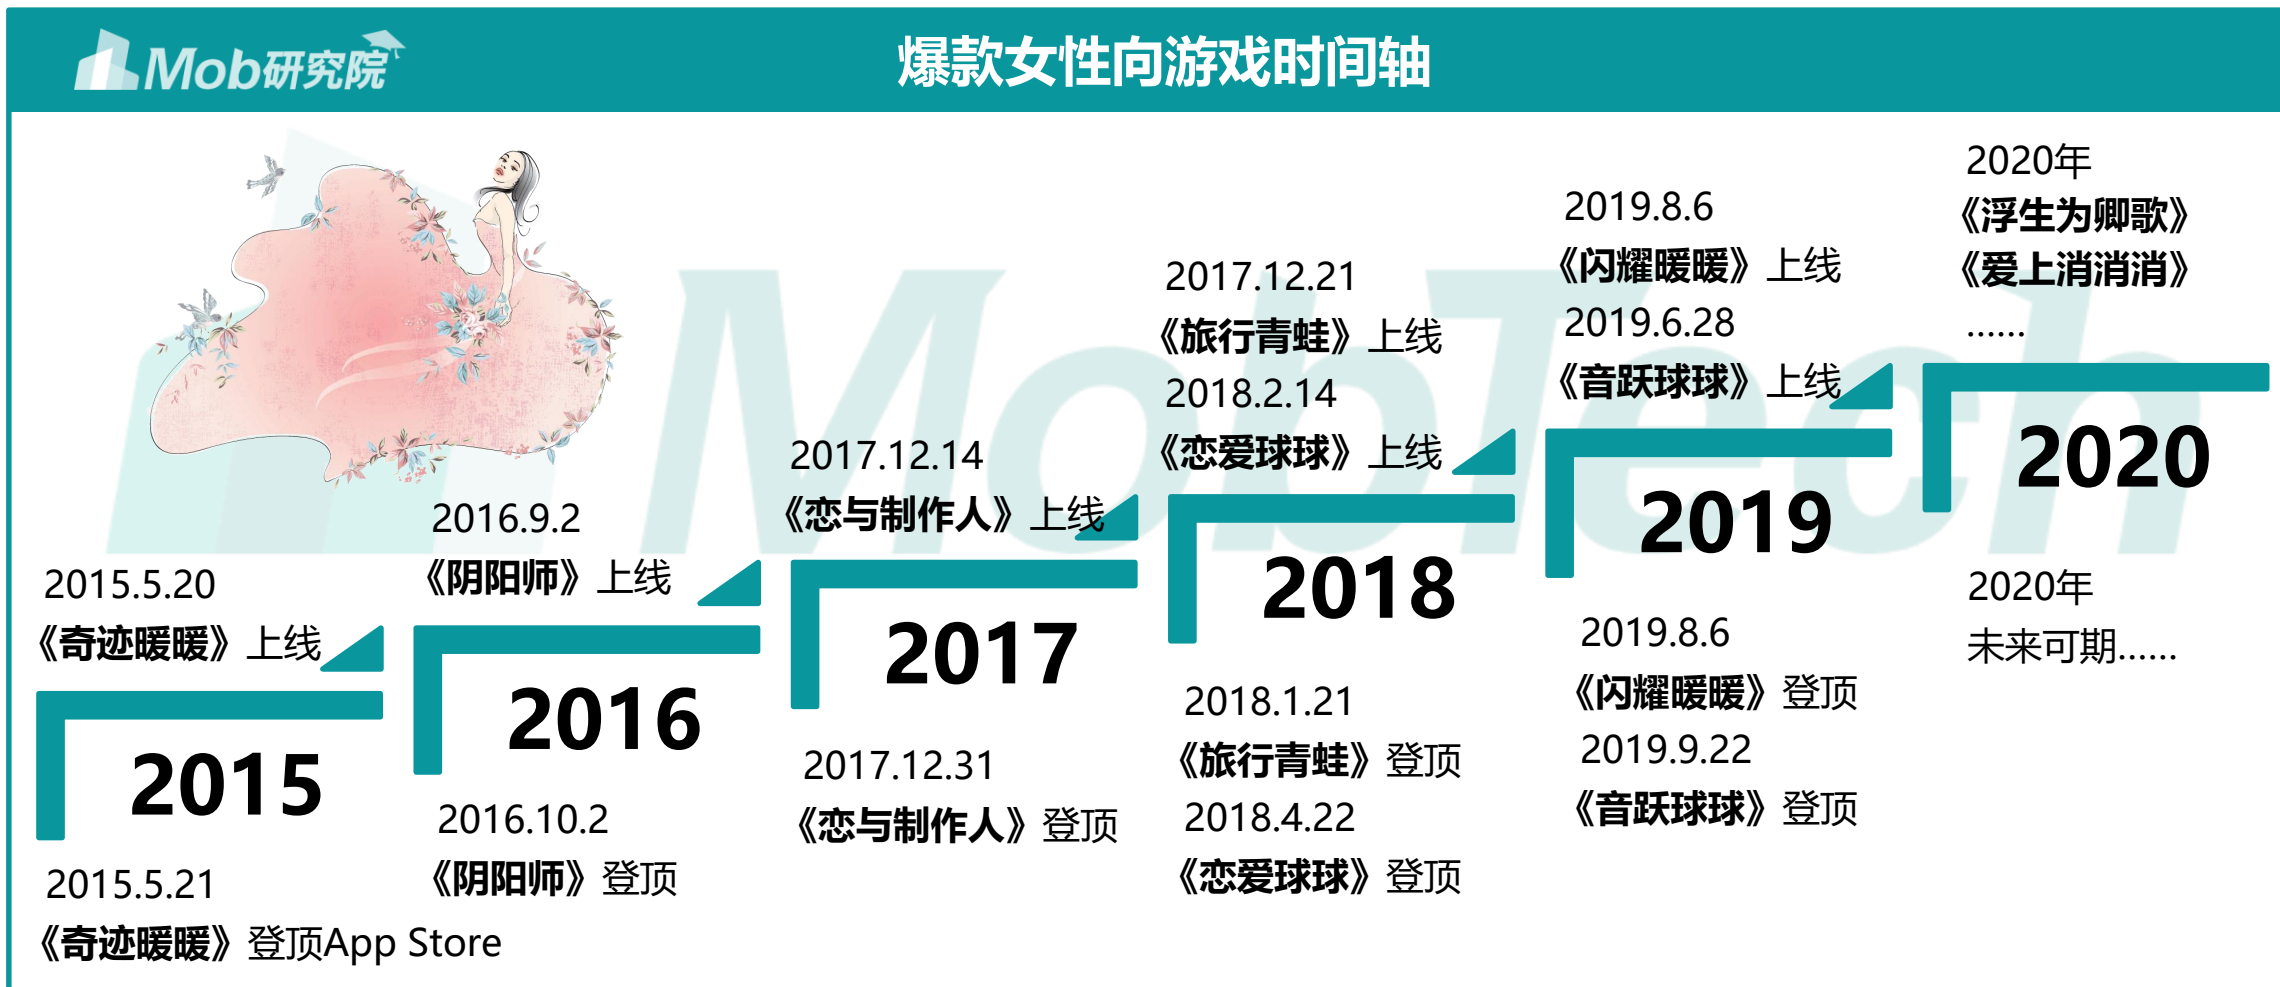 Mob研究院
爆款女性向游戏时间轴
2015.5.20
《奇迹暖暖》上线
2015
2015.5.21
《奇迹暖暖》登顶App Store
2016.9.2
《阴阳师》上线
2016
2016.10.2
《阴阳师》登顶
2017.12.14
《恋与制作人》上线
2017
2017.12.31
《恋与制作人》登顶
2017.12.21
《旅行青蛙》上线
2018.2.14
《恋爱球球》上线
2018
2018.1.21
《旅行青蛙》登顶
2018.4.22
《恋爱球球》登顶
2019.8.6
《闪耀暖暖》上线
2019.6.28
《音跃球球》上线
2019
2019.8.6
《闪耀暖暖》登顶
2019.9.22
《音跃球球》登顶
2020年
《浮生为卿歌》
《爱上消消消》
......
2020
2020年
未来可期......
MobTech